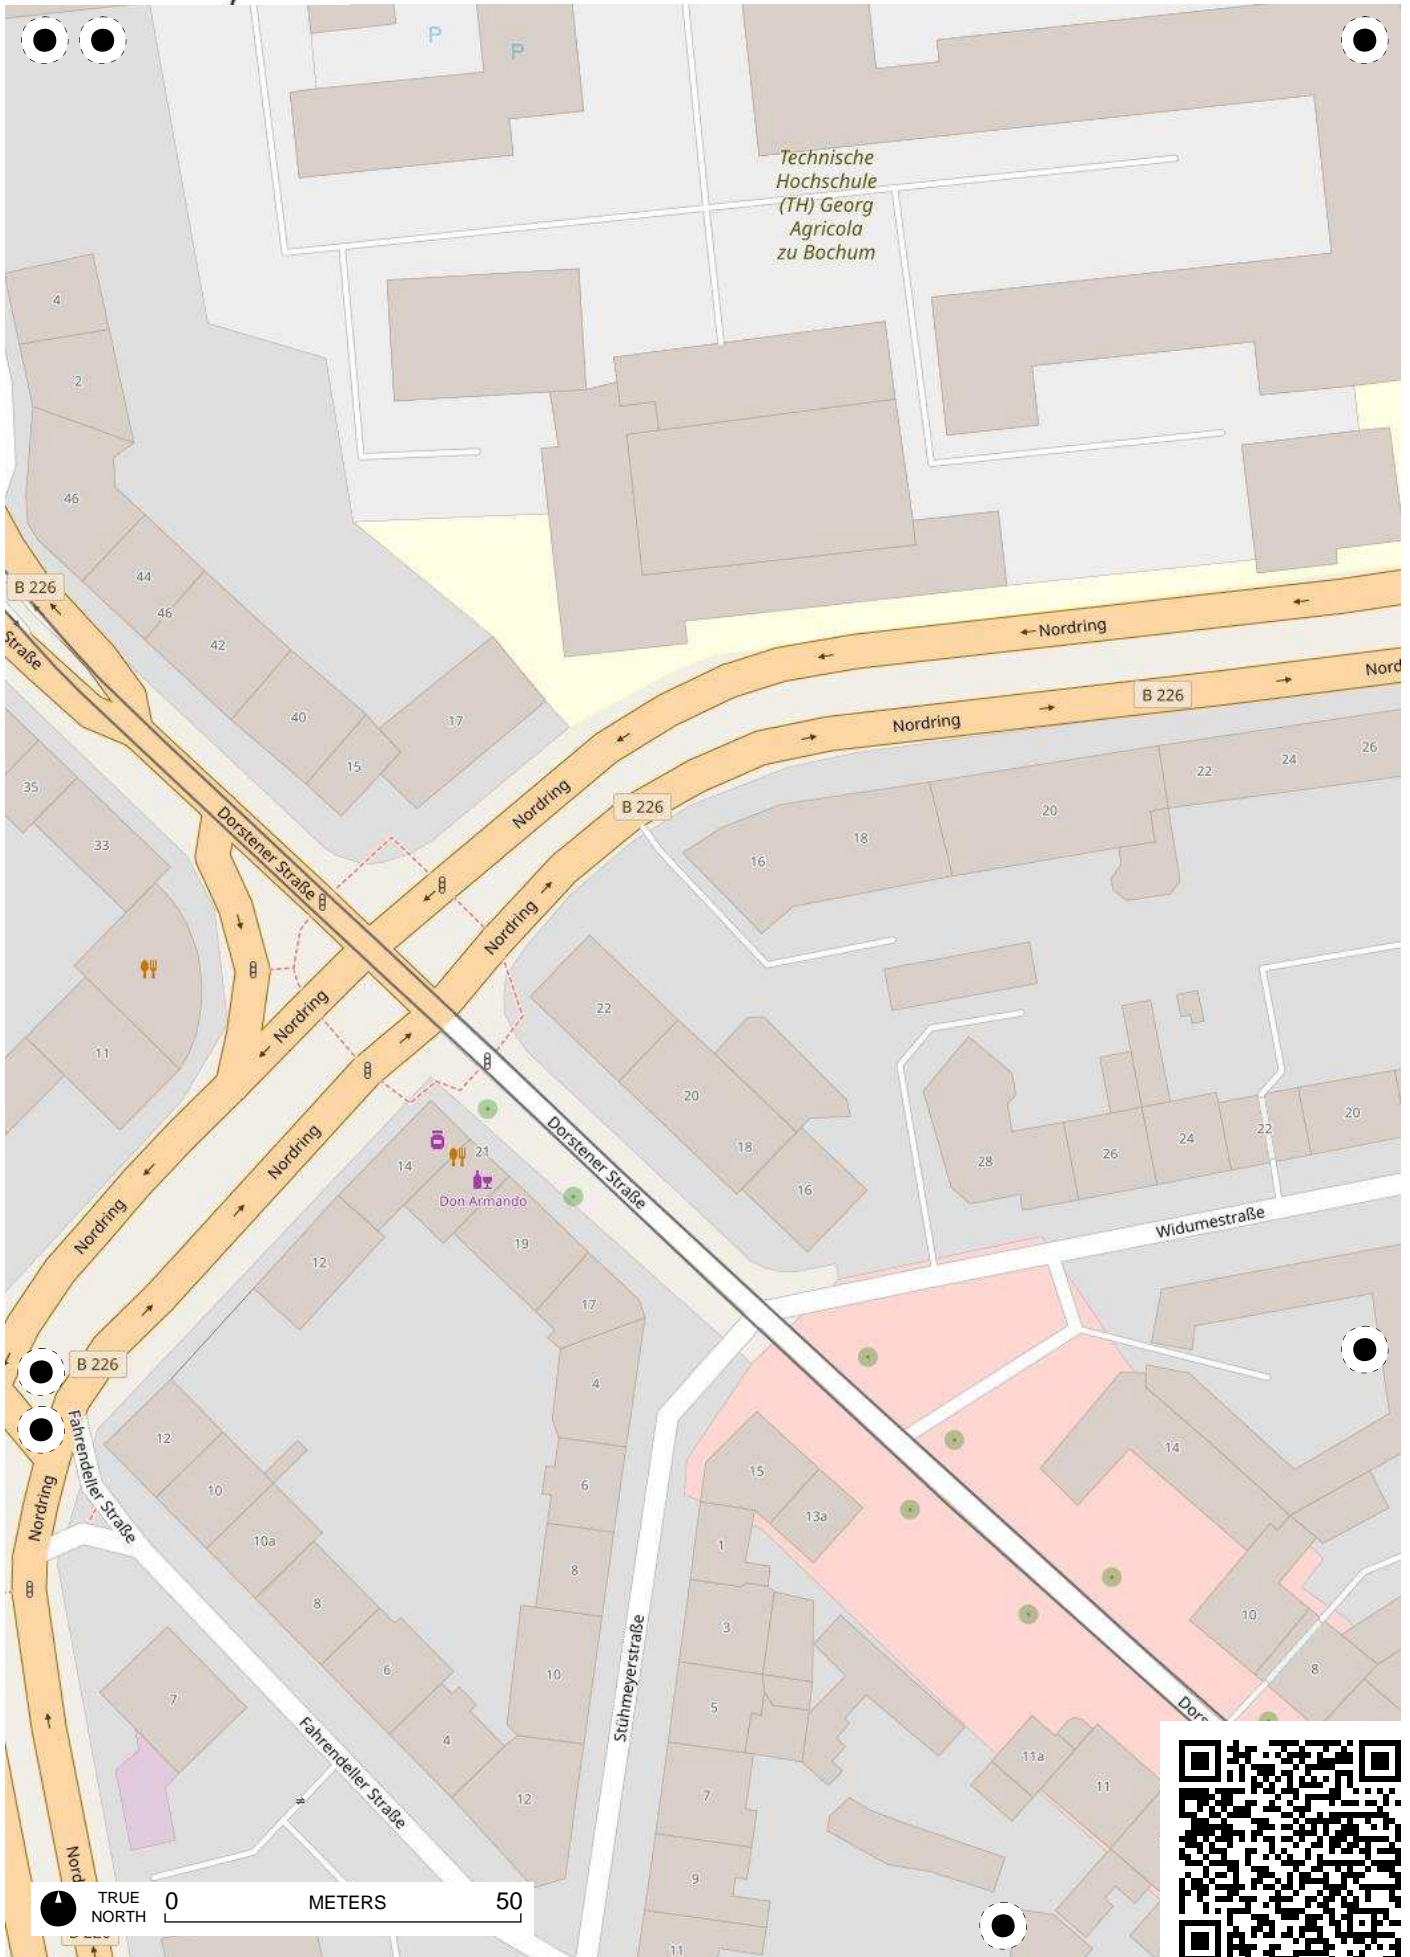 P
P
Technische
Hochschule
(TH) Georg
Agricola
zu Bochum
4
2
46
44
46
42
40
15
17
B 226
Straße
Nordring
Nord
B 226
Nordring
22
24
26
20
18
16
B 226
Nordring
35
33
Dorstener Straße
Nordring
Nordring
11
22
20
18
16
28
26
24
22
20
Dorstener Straße
Widumestraße
14
21
Don Armando
19
12
17
Nordring
Nordring
B 226
4
6
8
10
12
Fahrendeller Straße
12
10
10a
8
6
4
Nordring
7
Fahrendeller Straße
Stühmeyerstraße
15
13a
1
3
5
7
9
11
14
10
8
Dors
11a
11
Nord
TRUE
NORTH
0
METERS
50